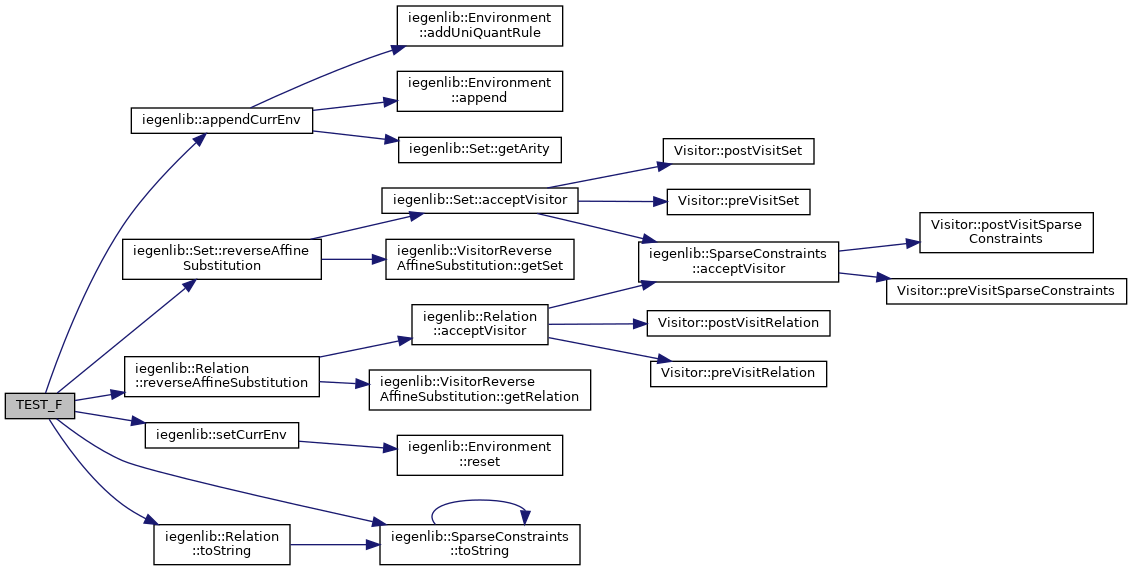 iegenlib::Environment
::addUniQuantRule
iegenlib::Environment
::append
iegenlib::appendCurrEnv
iegenlib::Set::getArity
Visitor::postVisitSet
iegenlib::Set::acceptVisitor
Visitor::preVisitSet
Visitor::postVisitSparse
Constraints
iegenlib::Set::reverseAffine
Substitution
iegenlib::VisitorReverse
AffineSubstitution::getSet
iegenlib::SparseConstraints
::acceptVisitor
Visitor::preVisitSparseConstraints
iegenlib::Relation
::acceptVisitor
Visitor::postVisitRelation
iegenlib::Relation
::reverseAffineSubstitution
Visitor::preVisitRelation
iegenlib::VisitorReverse
AffineSubstitution::getRelation
TEST_F
iegenlib::setCurrEnv
iegenlib::Environment
::reset
iegenlib::Relation
::toString
iegenlib::SparseConstraints
::toString